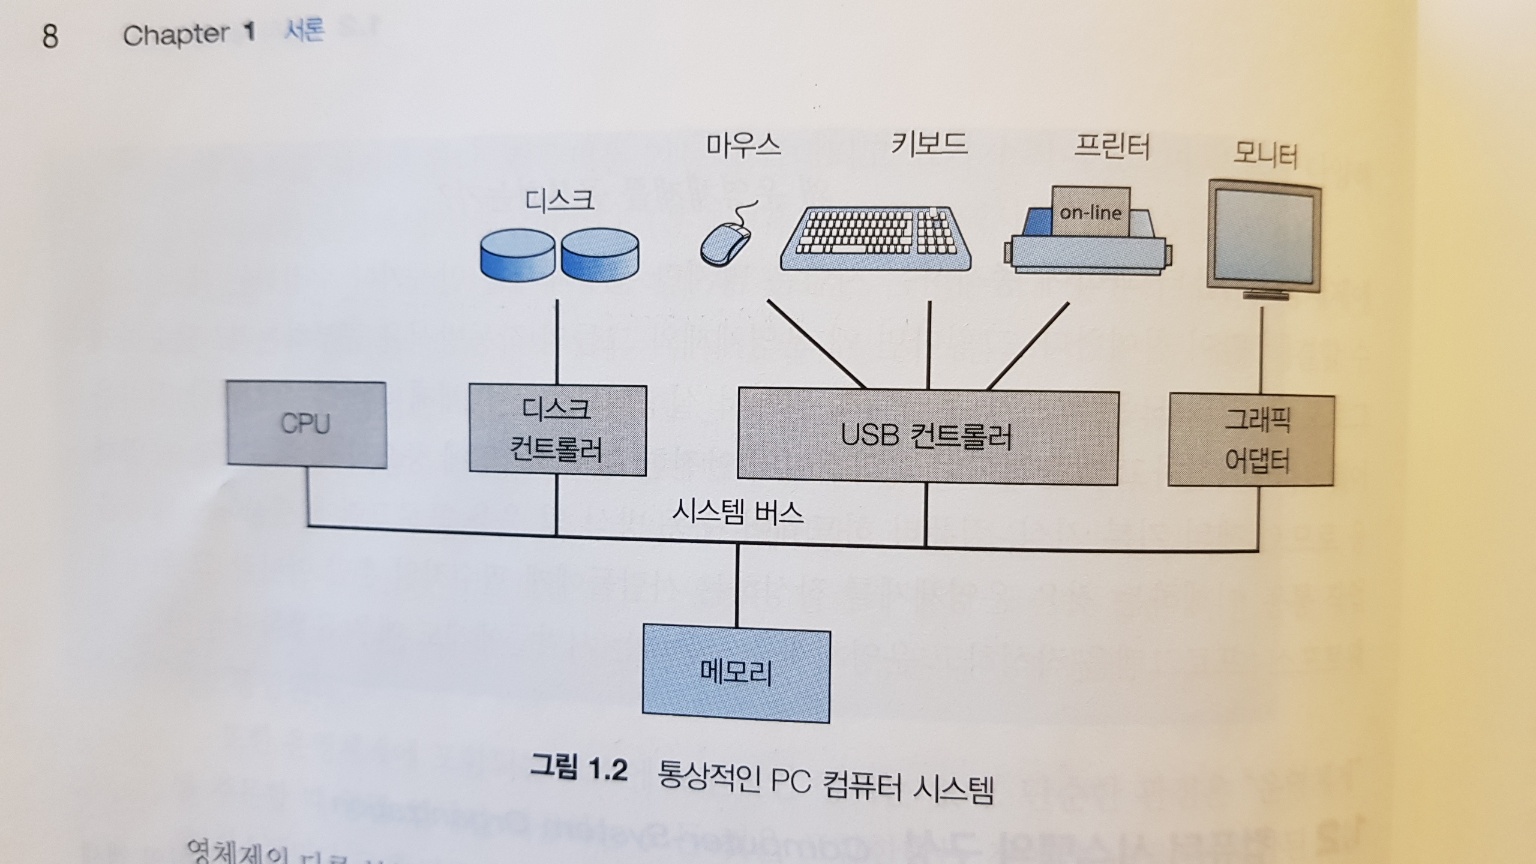 8 Chapter 1 서론
마우스 키보드 프린터 모니터
디스크
on-line
CPU
디스크
컨트롤러
USB 컨트롤러
그래픽
어댑터
시스템 버스
메모리
그림 1.2 통상적인 PC 컴퓨터 시스템
영체제의 다른